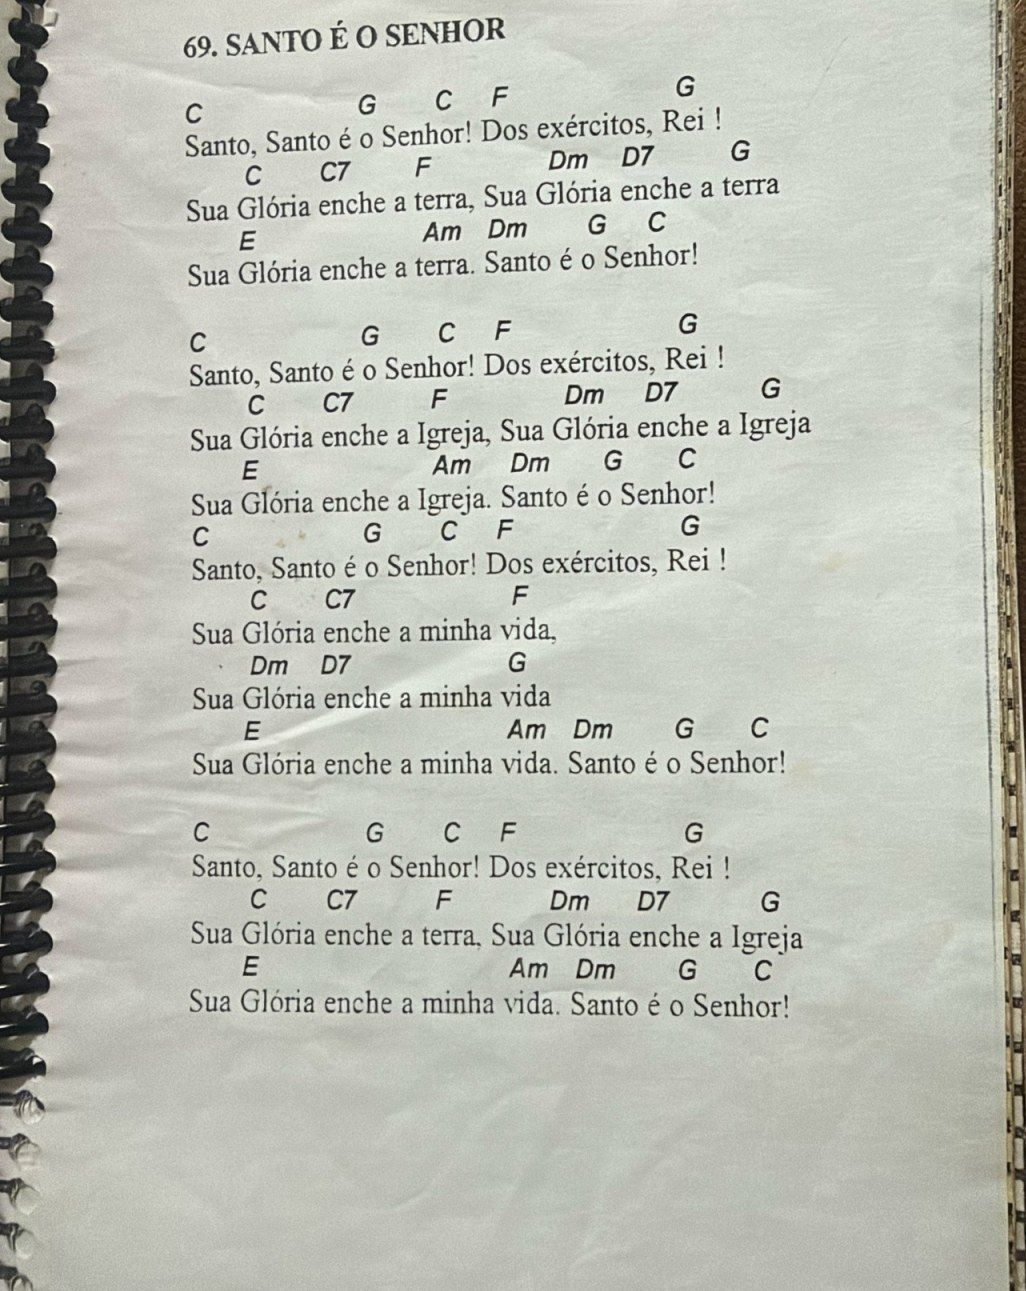 69. SANTO É O SENHOR
C G C F G
Santo, Santo é o Senhor! Dos exércitos, Rei !
C C7 F Dm D7 G
Sua Glória enche a terra, Sua Glória enche a terra
E Am Dm G C
Sua Glória enche a terra. Santo é o Senhor!
C G C F G
Santo, Santo é o Senhor! Dos exércitos, Rei !
C C7 F Dm D7 G
Sua Glória enche a Igreja, Sua Glória enche a Igreja
E Am Dm G C
Sua Glória enche a Igreja. Santo é o Senhor!
C G C F G
Santo, Santo é o Senhor! Dos exércitos, Rei !
C C7 F
Sua Glória enche a minha vida,
Dm D7 G
Sua Glória enche a minha vida
E Am Dm G C
Sua Glória enche a minha vida. Santo é o Senhor!
C G C F G
Santo, Santo é o Senhor! Dos exércitos, Rei !
C C7 F Dm D7 G
Sua Glória enche a terra, Sua Glória enche a Igreja
E Am Dm G C
Sua Glória enche a minha vida. Santo é o Senhor!